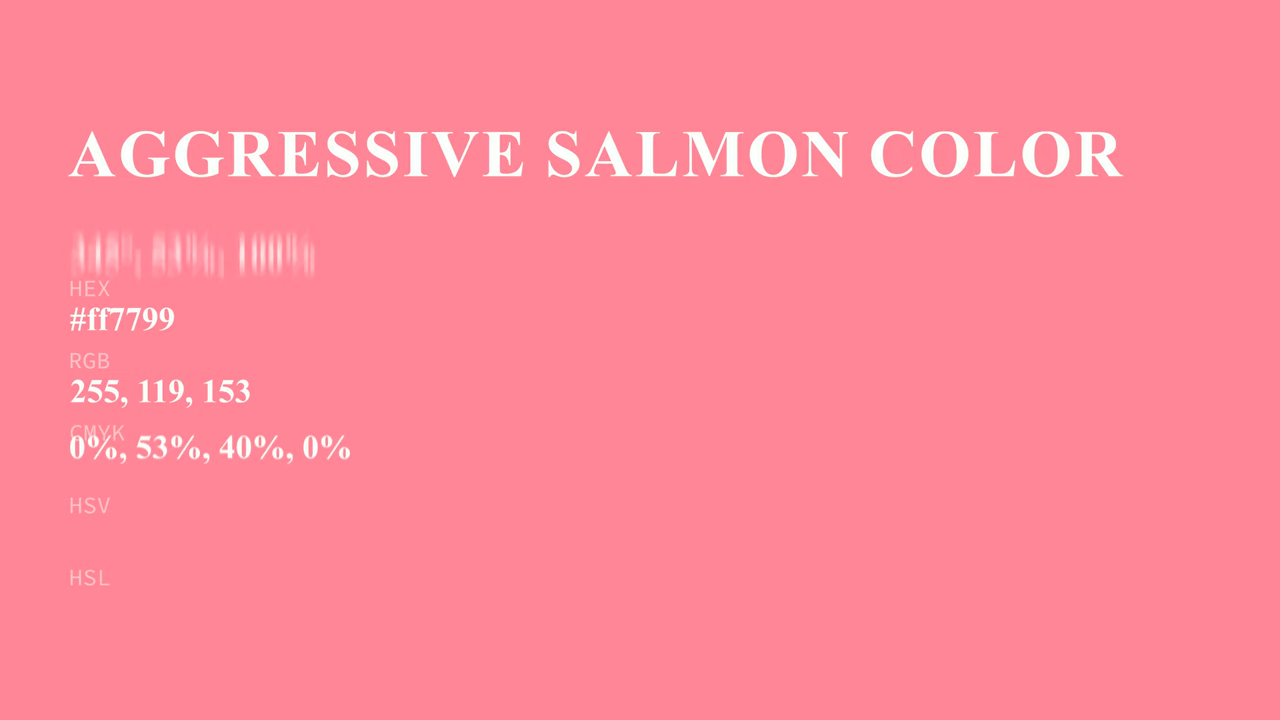 AGGRESSIVE SALMON COLOR
HEX
#ff7799
RGB
255, 119, 153
CMYK
0%, 53%, 40%, 0%
HSV
HSL